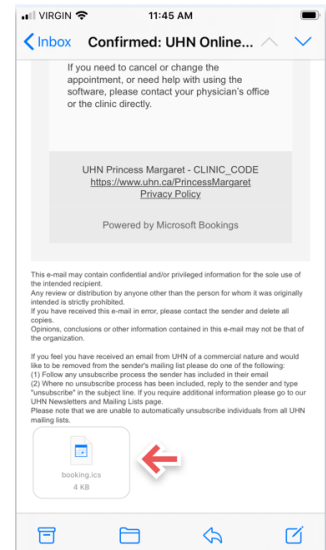 VIRGIN 11:45 AM
Inbox Confirmed: UHN Online...
If you need to cancel or change the
appointment, or need help with using the
software, please contact your physician's office
or the clinic directly.
UHN Princess Margaret - CLINIC_CODE
https://www.uhn.ca/PrincessMargaret
Privacy Policy
Powered by Microsoft Bookings
This e-mail may contain confidential and/or privileged information for the sole use of
the intended recipient.
Any review or distribution by anyone other than the person for whom it was originally
intended is strictly prohibited.
If you have received this e-mail in error, please contact the sender and delete all
copies.
Opinions, conclusions or other information contained in this e-mail may not be that of
the organization.
If you feel you have received an email from UHN of a commercial nature and would
like to be removed from the sender's mailing list please do one of the following:
(1) Follow any unsubscribe process the sender has included in their email
(2) Where no unsubscribe process has been included, reply to the sender and type
"unsubscribe" in the subject line. If you require additional information please go to our
UHN Newsletters and Mailing Lists page.
Please note that we are unable to automatically unsubscribe individuals from all UHN
mailing lists.
booking.ics
4 KB